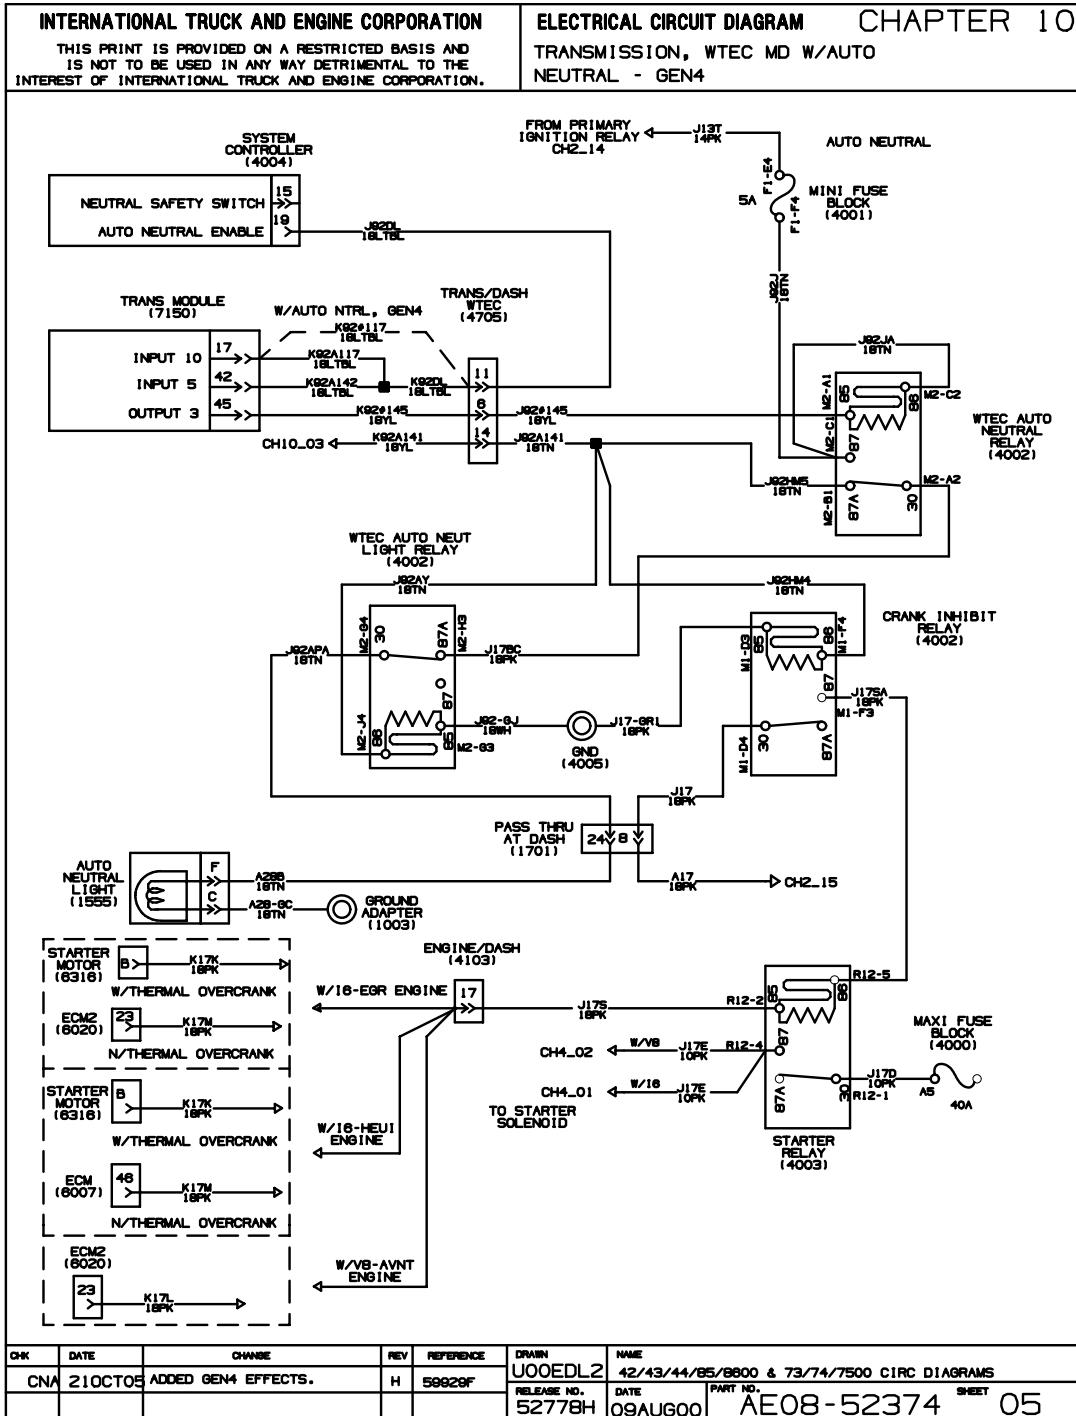 INTERNATIONAL TRUCK AND ENGINE CORPORATION
THIS PRINT IS PROVIDED ON A RESTRICTED BASIS AND
IS NOT TO BE USED IN ANY WAY DETRIMENTAL TO THE
INTEREST OF INTERNATIONAL TRUCK AND ENGINE CORPORATION.
ELECTRICAL CIRCUIT DIAGRAM CHAPTER 10
TRANSMISSION, WTEC MD W/AUTO
NEUTRAL - GEN4
FROM PRIMARY
IGNITION RELAY
CH2_14
J13T
14PK
AUTO NEUTRAL
F1-E4
5A
F1-F4
MINI FUSE
BLOCK
(4001)
J92J
18TN
SYSTEM
CONTROLLER
(4004)
NEUTRAL SAFETY SWITCH
15
AUTO NEUTRAL ENABLE
19
J92DL
18LTBL
TRANS MODULE
(7150)
W/AUTO NTRL, GEN4
TRANS/DASH
WTEC
(4705)
INPUT 10
17
INPUT 5
42
OUTPUT 3
45
K92*117
18LTBL
K92A117
18LTBL
K92A142
18LTBL
K92DL
18LTBL
11
K92*145
18YL
6
J92*145
18YL
CH10_03
K92A141
18YL
14
J92A141
18TN
J92JA
18TN
M2-A1
85
86
M2-C2
M2-C1
87
J92HM5
18TN
M2-B1
87A
30
M2-A2
WTEC AUTO
NEUTRAL
RELAY
(4002)
WTEC AUTO NEUT
LIGHT RELAY
(4002)
J92AY
18TN
J92HM4
18TN
J92APA
18TN
M2-G4
30
87A
M2-H3
J17BC
18PK
87
M2-J4
86
85
M2-G3
J92-GJ
18WH
GND
(4005)
J17-GR1
18PK
CRANK INHIBIT
RELAY
(4002)
M1-D3
85
86
M1-F4
87
J17SA
18PK
M1-F3
M1-D4
30
87A
J17
18PK
PASS THRU
AT DASH
(1701)
24
8
A17
18PK
CH2_15
AUTO
NEUTRAL
LIGHT
(1555)
F
C
A28B
18TN
A28-GC
18TN
GROUND
ADAPTER
(1003)
STARTER
MOTOR
(6316)
B
K17K
18PK
W/THERMAL OVERCRANK
ECM2
(6020)
23
K17M
18PK
N/THERMAL OVERCRANK
STARTER
MOTOR
(6316)
B
K17K
18PK
W/THERMAL OVERCRANK
ECM
(6007)
46
K17M
18PK
N/THERMAL OVERCRANK
ECM2
(6020)
23
K17L
18PK
ENGINE/DASH
(4103)
W/I6-EGR ENGINE
17
J17S
18PK
W/I6-HEUI
ENGINE
W/V8-AVNT
ENGINE
CH4_02
W/V8
J17E
10PK
CH4_01
W/I6
J17E
10PK
TO STARTER
SOLENOID
R12-5
R12-2
85
86
R12-4
87
87A
30
R12-1
J17D
10PK
A5
40A
MAXI FUSE
BLOCK
(4000)
STARTER
RELAY
(4003)
CHK DATE CHANGE REV REFERENCE
CNA 21OCT05 ADDED GEN4 EFFECTS. H 59929F
DRAWN
U00EDL2
NAME
42/43/44/85/8600 & 73/74/7500 CIRC DIAGRAMS
RELEASE NO.
52778H
DATE
09AUG00
PART NO.
AE08-52374
SHEET
05